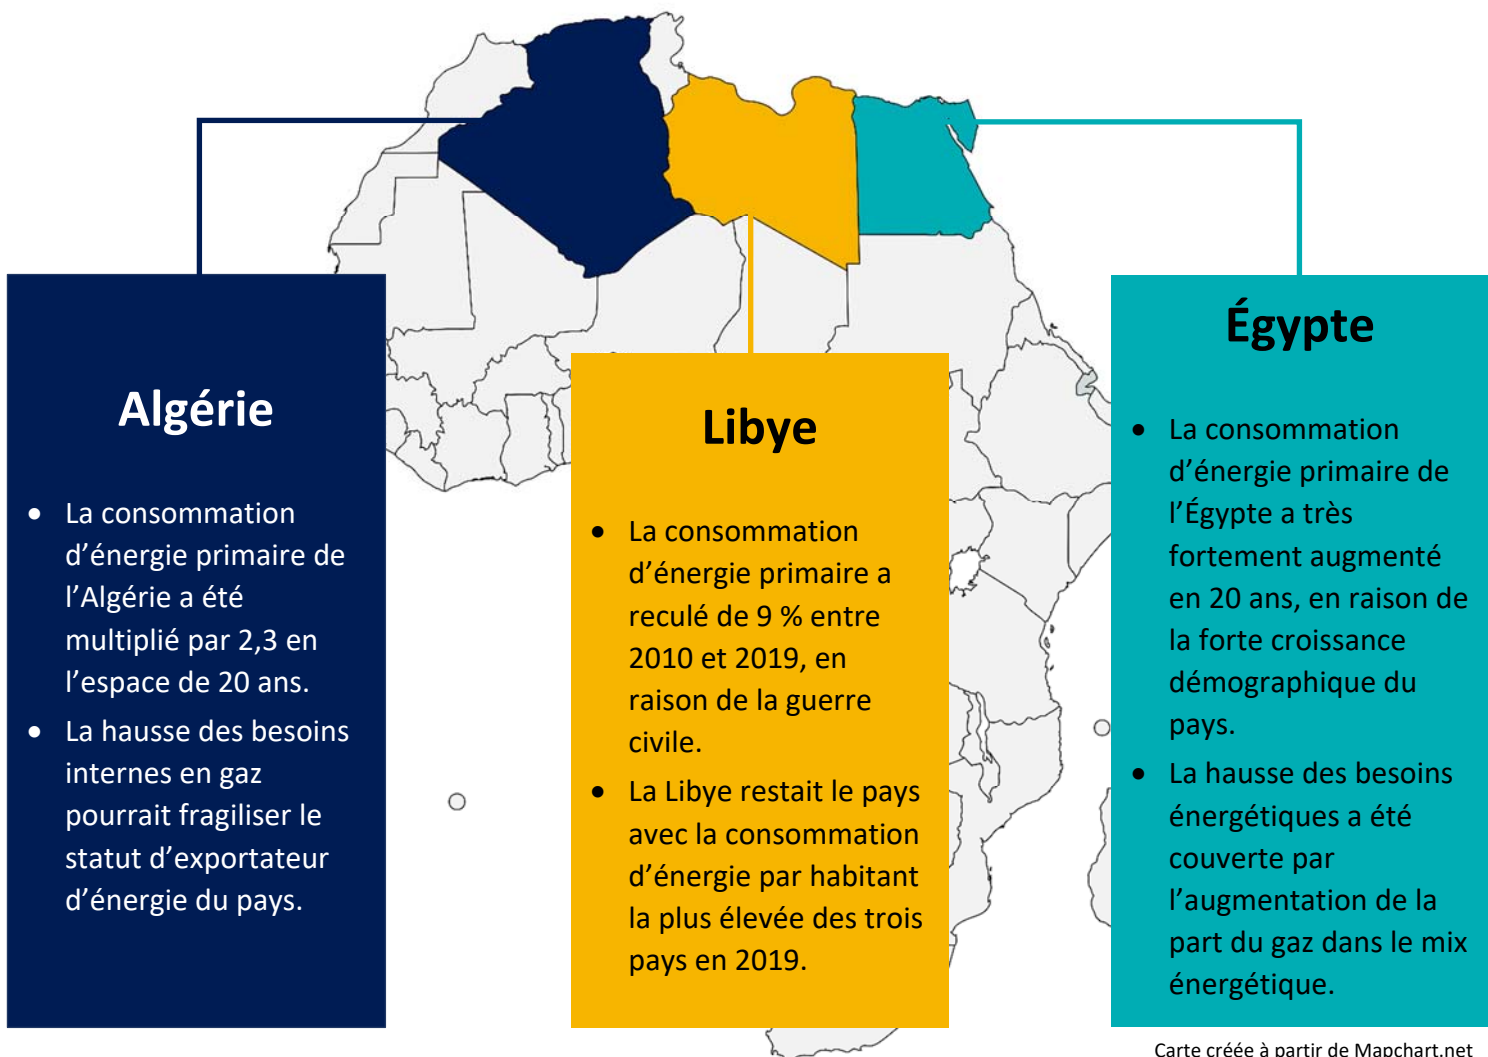 Algérie
• La consommation
d’énergie primaire de
l’Algérie a été
multiplié par 2,3 en
l’espace de 20 ans.
• La hausse des besoins
internes en gaz
pourrait fragiliser le
statut d’exportateur
d’énergie du pays.
Libye
• La consommation
d’énergie primaire a
reculé de 9 % entre
2010 et 2019, en
raison de la guerre
civile.
• La Libye restait le pays
avec la consommation
d’énergie par habitant
la plus élevée des trois
pays en 2019.
Égypte
• La consommation
d’énergie primaire de
l’Égypte a très
fortement augmenté
en 20 ans, en raison de
la forte croissance
démographique du
pays.
• La hausse des besoins
énergétiques a été
couverte par
l’augmentation de la
part du gaz dans le mix
énergétique.
Carte créée à partir de Mapchart.net